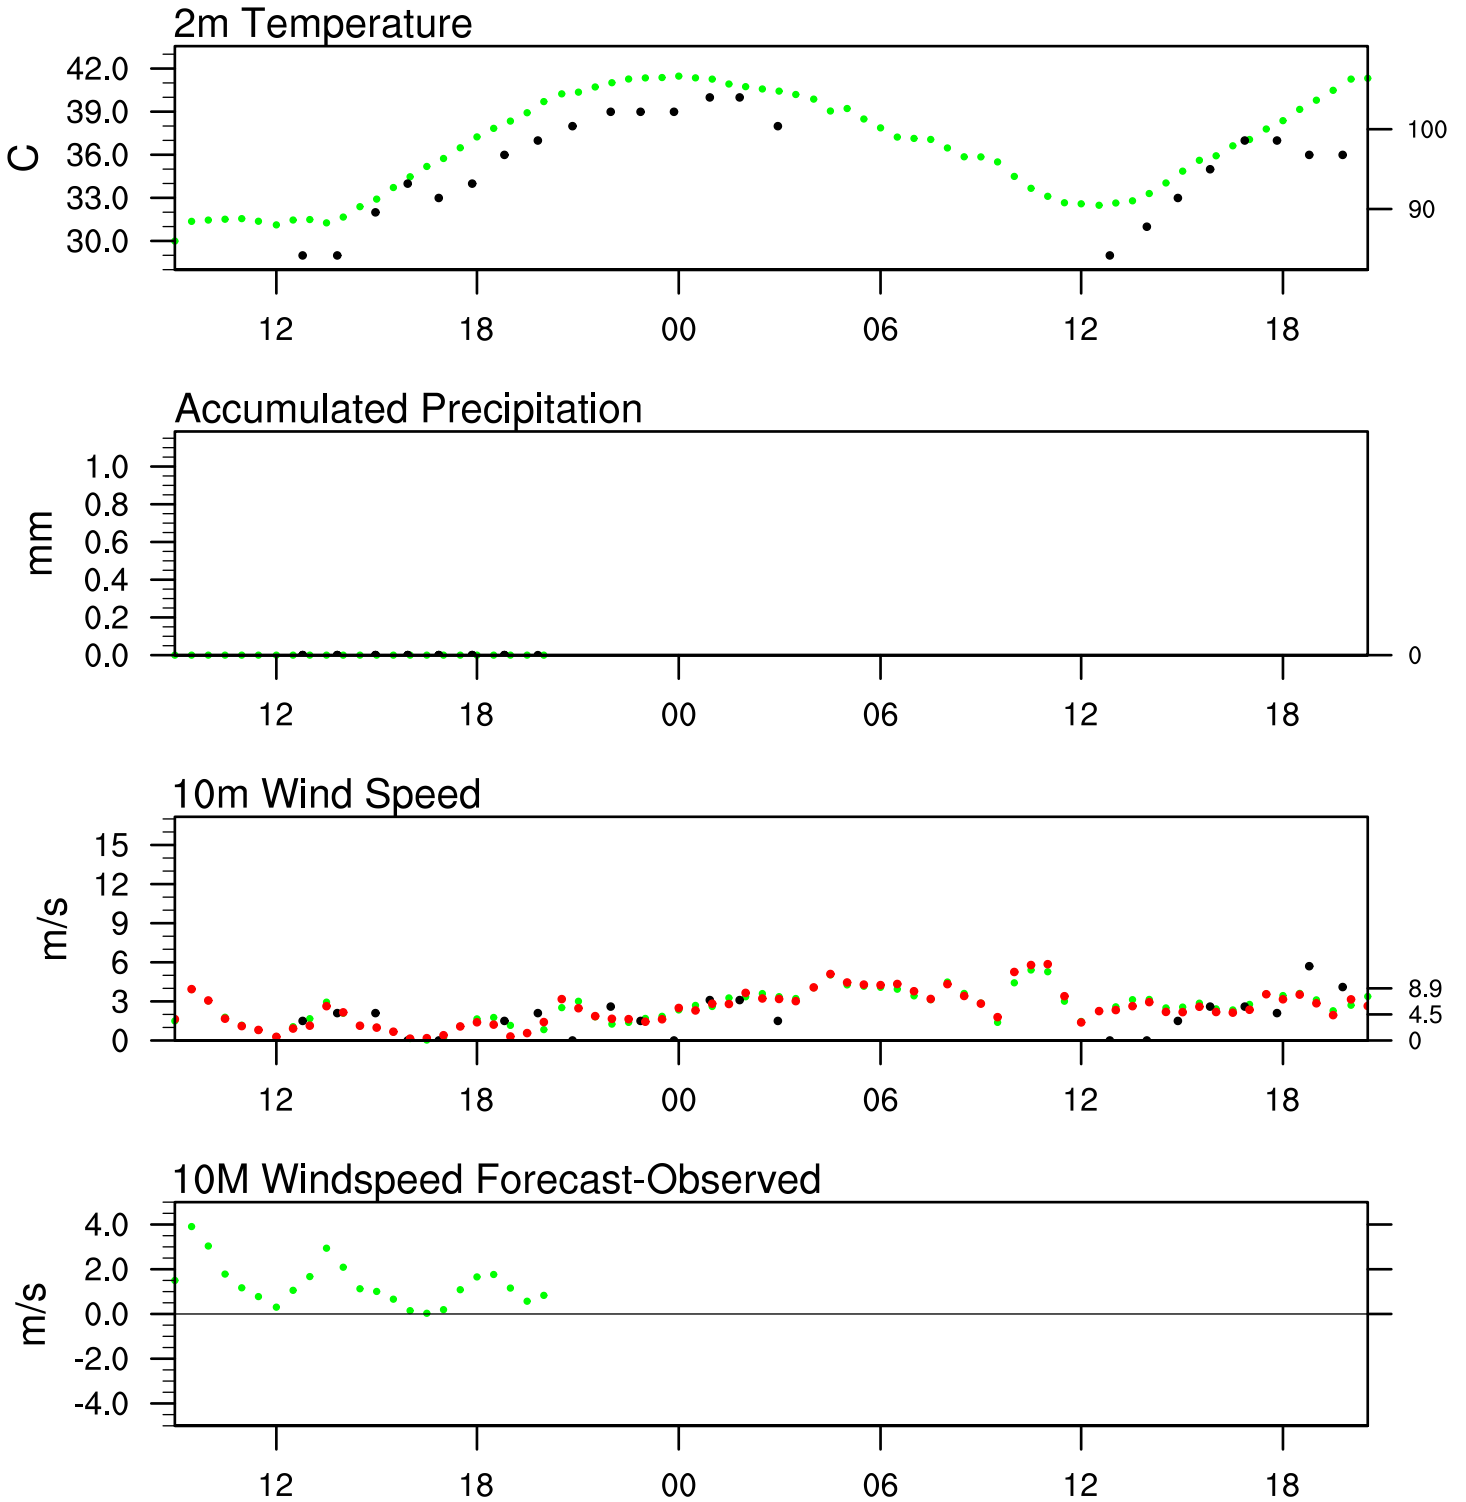 2m Temperature
42.0
39.0
36.0
33.0
30.0
C
100
90
12 18 00 06 12 18
Accumulated Precipitation
1.0
0.8
0.6
0.4
0.2
0.0
mm
0
12 18 00 06 12 18
10m Wind Speed
15
12
9
6
3
0
m/s
8.9
4.5
0
12 18 00 06 12 18
10M Windspeed Forecast-Observed
4.0
2.0
0.0
-2.0
-4.0
m/s
12 18 00 06 12 18